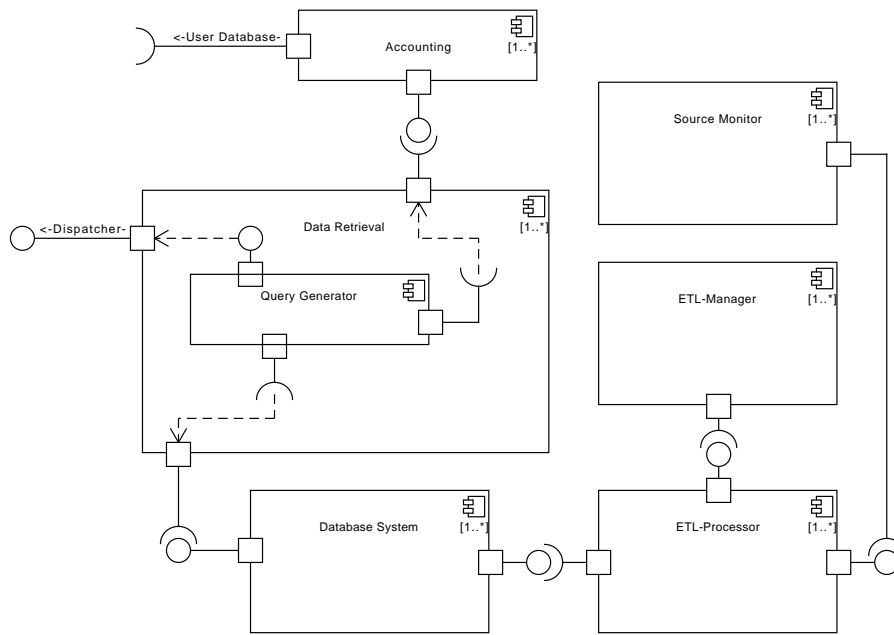 <-User Database-
Accounting
[1..*]
Source Monitor
[1..*]
<-Dispatcher-
Data Retrieval
[1..*]
Query Generator
ETL-Manager
[1..*]
Database System
[1..*]
ETL-Processor
[1..*]